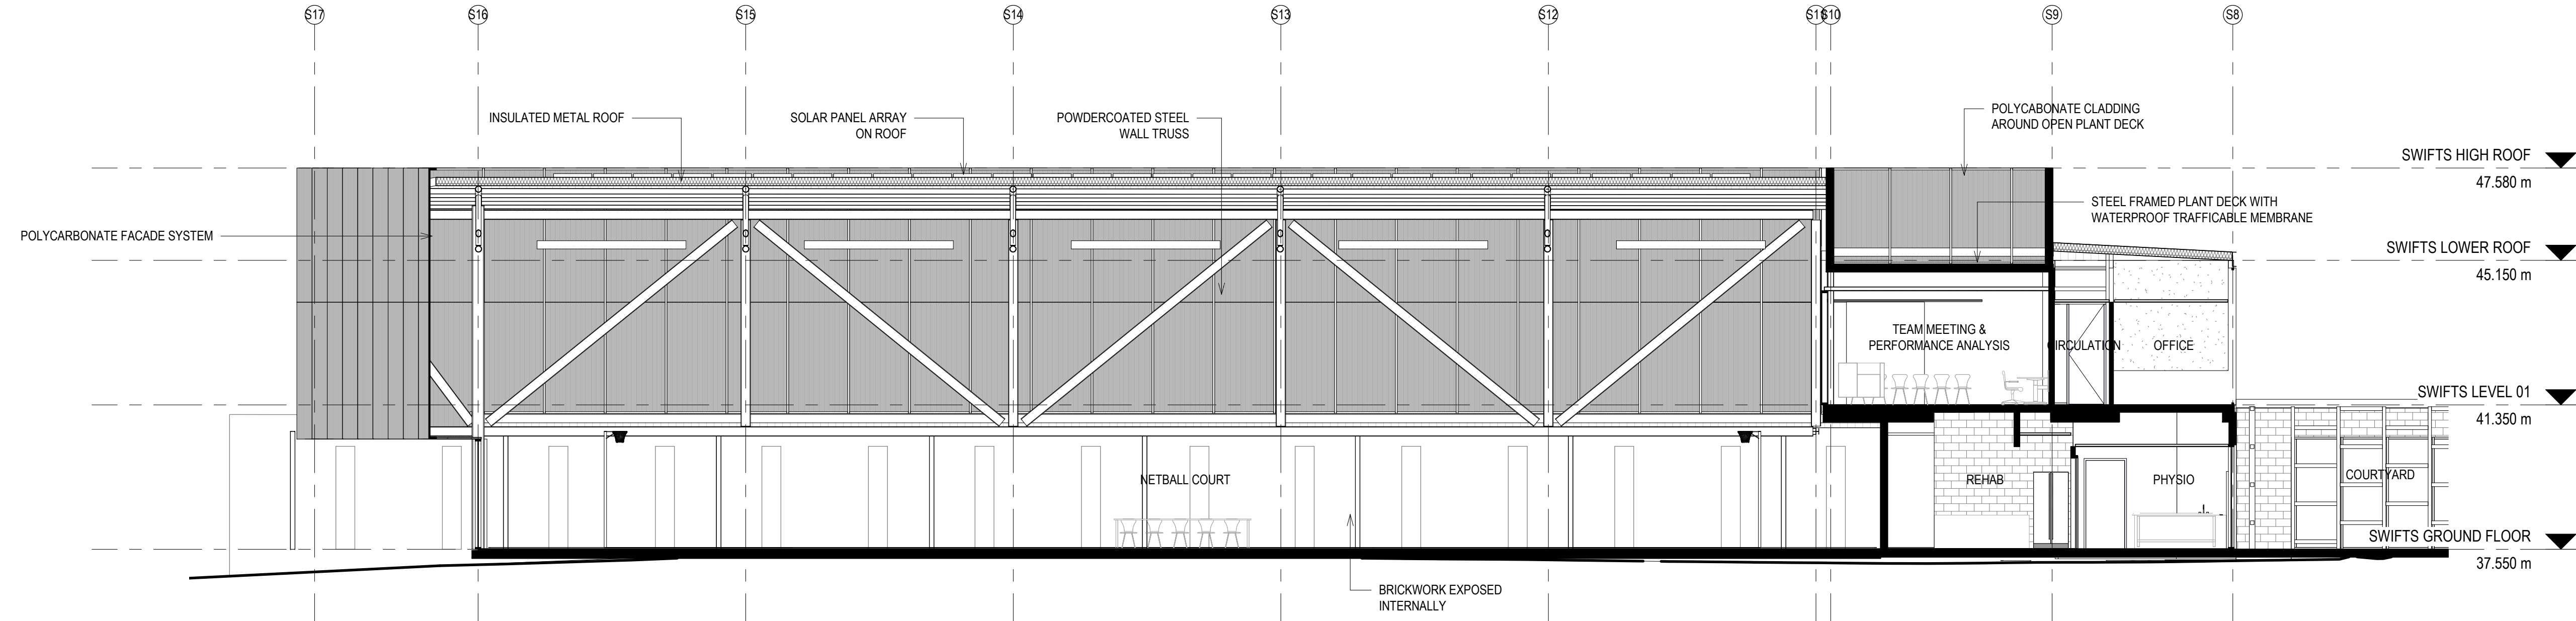 S17
S16
S15
S14
S13
S12
S11
S10
S9
S8
INSULATED METAL ROOF
SOLAR PANEL ARRAY
ON ROOF
POWDERCOATED STEEL
WALL TRUSS
POLYCABONATE CLADDING
AROUND OPEN PLANT DECK
SWIFTS HIGH ROOF
47.580 m
STEEL FRAMED PLANT DECK WITH
WATERPROOF TRAFFICABLE MEMBRANE
POLYCARBONATE FACADE SYSTEM
SWIFTS LOWER ROOF
45.150 m
TEAM MEETING &
PERFORMANCE ANALYSIS
CIRCULATION
OFFICE
SWIFTS LEVEL 01
41.350 m
NETBALL COURT
REHAB
PHYSIO
COURTYARD
SWIFTS GROUND FLOOR
37.550 m
BRICKWORK EXPOSED
INTERNALLY